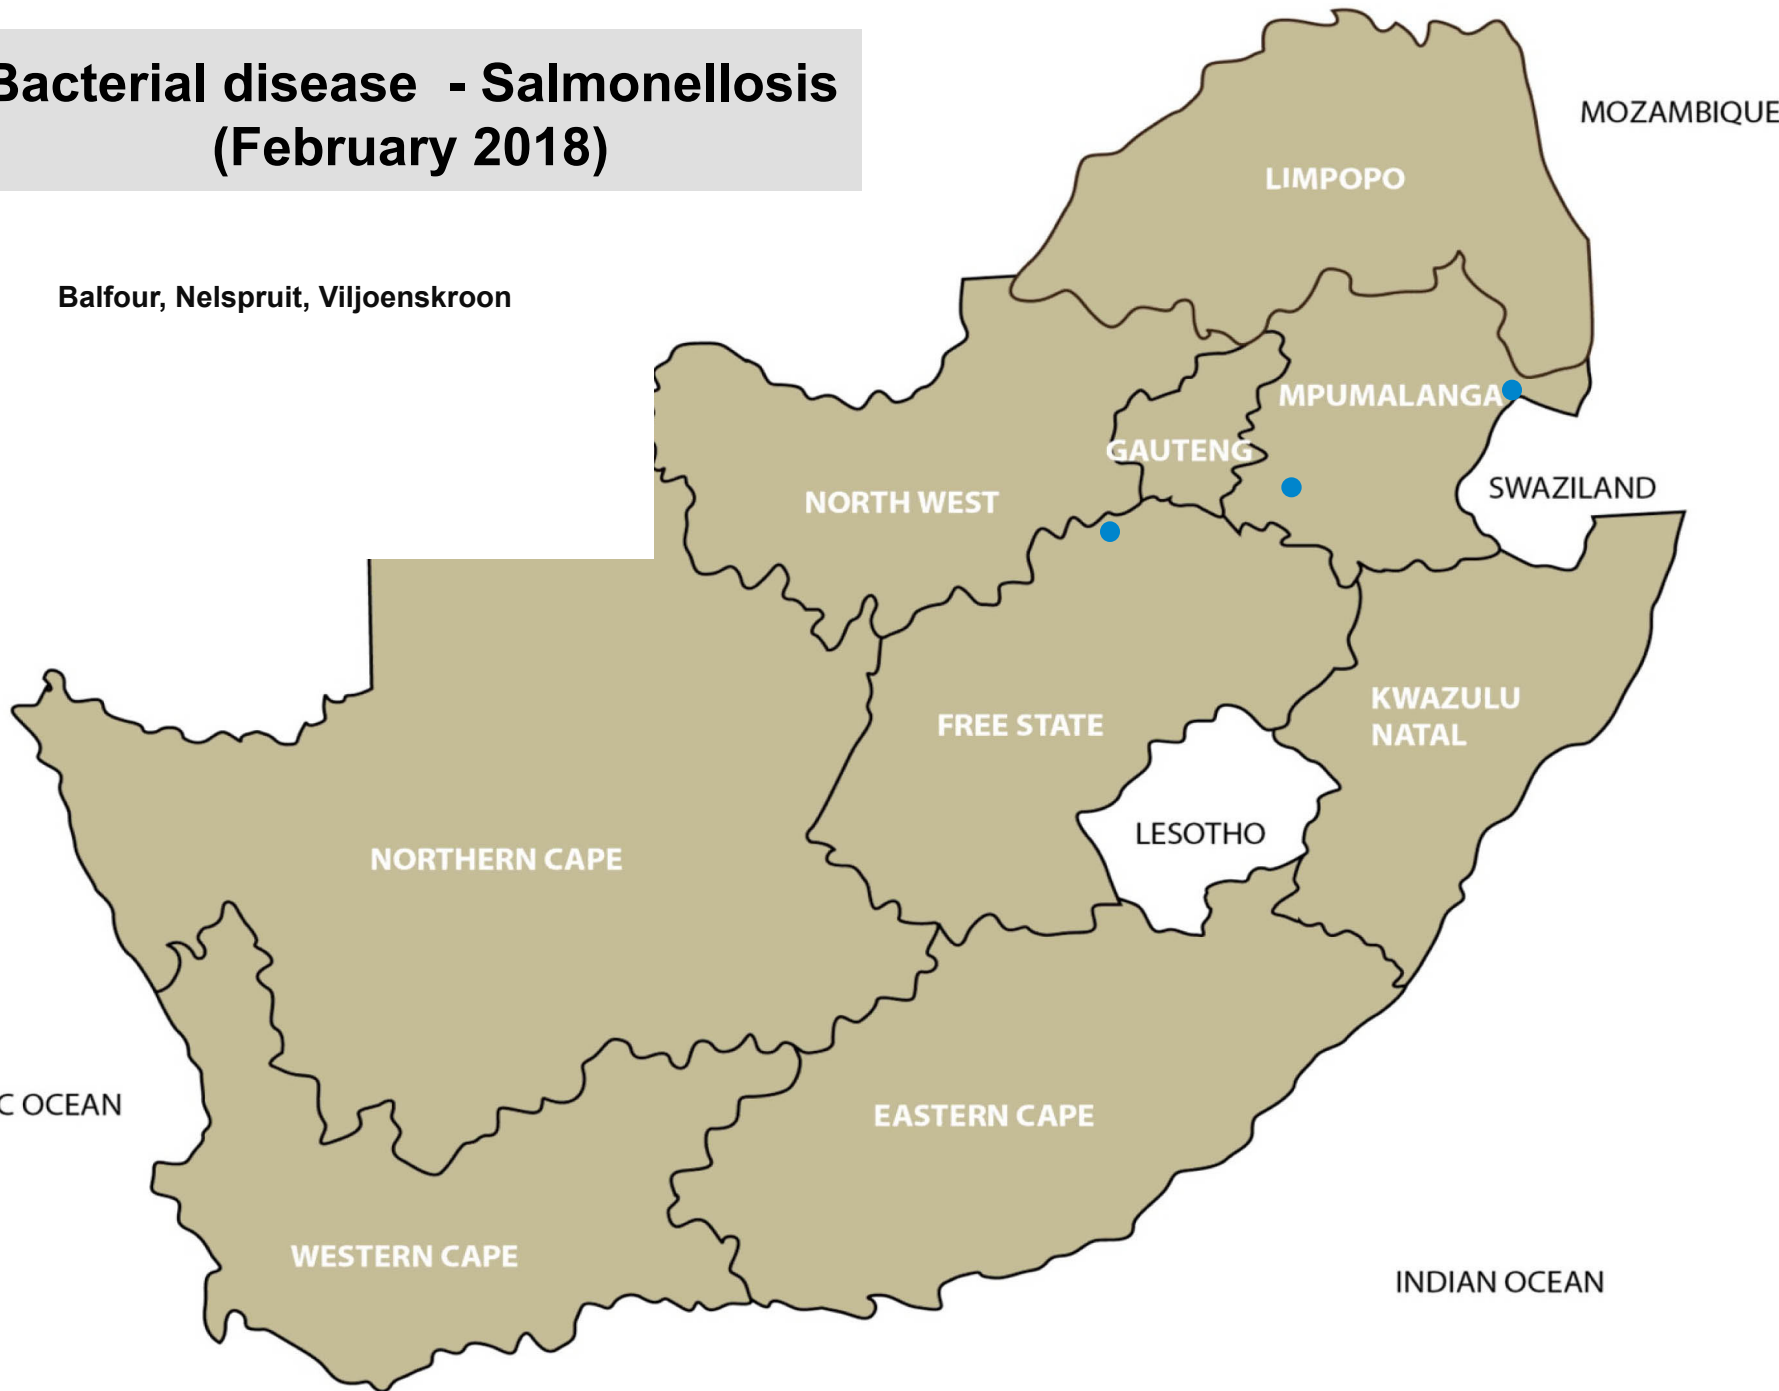 Bacterial disease - Salmonellosis
(February 2018)
MOZAMBIQUE
LIMPOPO
Balfour, Nelspruit, Viljoenskroon
MPUMALANGA
GAUTENG
NORTH WEST
SWAZILAND
KWAZULU
NATAL
FREE STATE
LESOTHO
NORTHERN CAPE
C OCEAN
EASTERN CAPE
WESTERN CAPE
INDIAN OCEAN